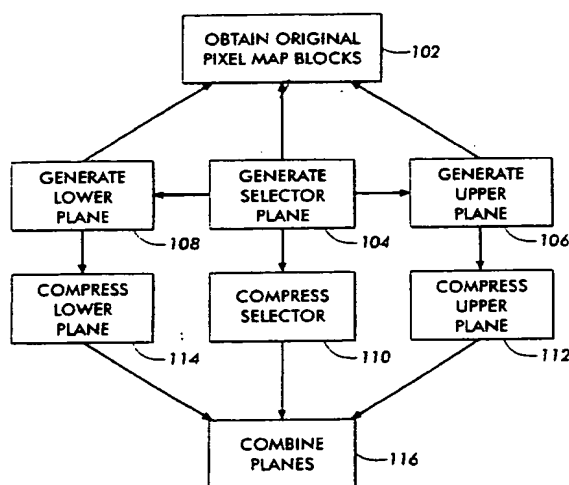 OBTAIN ORIGINAL
PIXEL MAP BLOCKS
102
GENERATE
LOWER
PLANE
108
GENERATE
SELECTOR
PLANE
104
GENERATE
UPPER
PLANE
106
COMPRESS
LOWER
PLANE
114
COMPRESS
SELECTOR
110
COMPRESS
UPPER
PLANE
112
COMBINE
PLANES
116